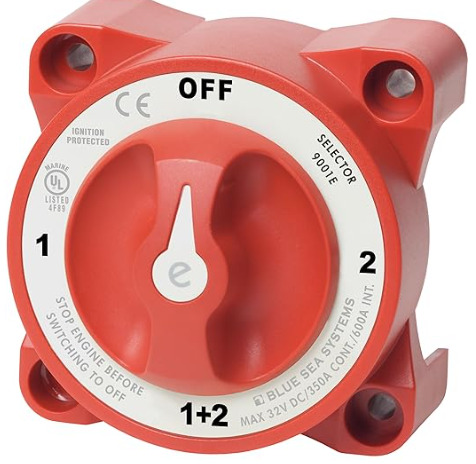 OFF
CE
IGNITION
PROTECTED
SELECTOR
9001E
MARINE
UL
LISTED
4F89
1
2
e
STOP ENGINE BEFORE
SWITCHING TO OFF
1+2
BLUE SEA SYSTEMS
MAX 32V DC/350A CONT./600A INT.